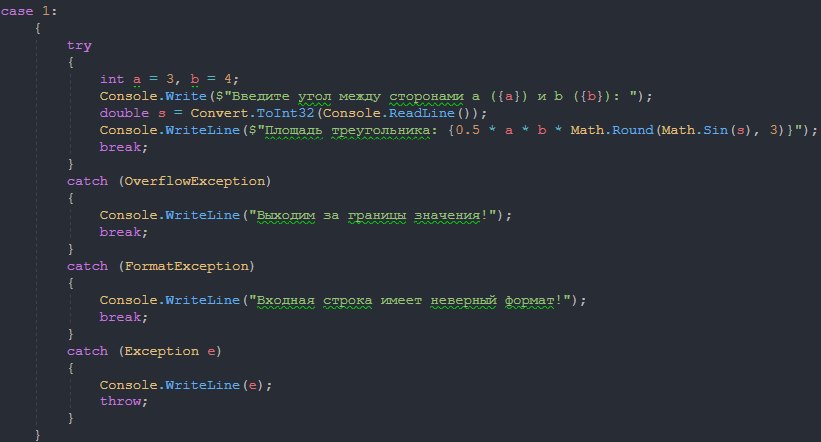 case 1:
{
try
{
int a = 3, b = 4;
Console.Write($"Введите угол между сторонами a ({a}) и b ({b}): ");
double s = Convert.ToInt32(Console.ReadLine());
Console.WriteLine($"Площадь треугольника: {0.5 * a * b * Math.Round(Math.Sin(s), 3)}");
break;
}
catch (OverflowException)
{
Console.WriteLine("Выходим за границы значения!");
break;
}
catch (FormatException)
{
Console.WriteLine("Входная строка имеет неверный формат!");
break;
}
catch (Exception e)
{
Console.WriteLine(e);
throw;
}
}